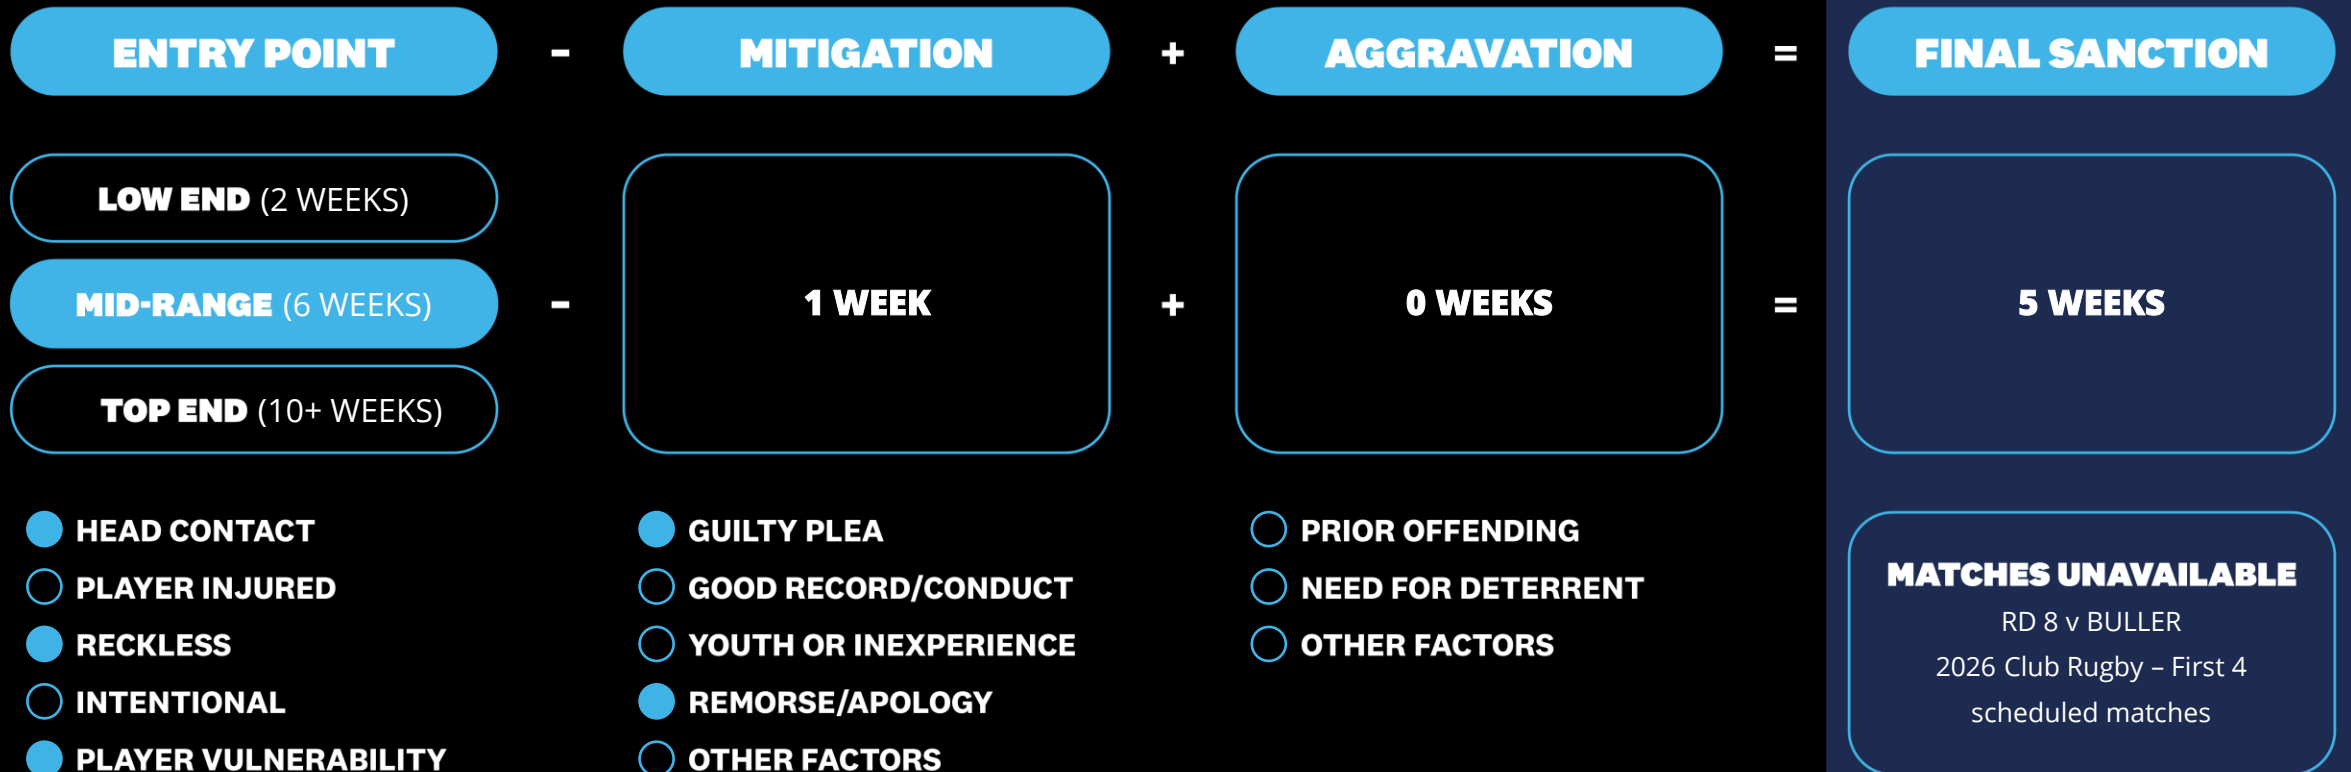 ENTRY POINT - MITIGATION + AGGRAVATION = FINAL SANCTION
LOW END (2 WEEKS)
MID-RANGE (6 WEEKS) - 1 WEEK + 0 WEEKS = 5 WEEKS
TOP END (10+ WEEKS)
HEAD CONTACT
PLAYER INJURED
RECKLESS
INTENTIONAL
PLAYER VULNERABILITY
GUILTY PLEA
GOOD RECORD/CONDUCT
YOUTH OR INEXPERIENCE
REMORSE/APOLOGY
OTHER FACTORS
PRIOR OFFENDING
NEED FOR DETERRENT
OTHER FACTORS
MATCHES UNAVAILABLE
RD 8 v BULLER
2026 Club Rugby – First 4
scheduled matches